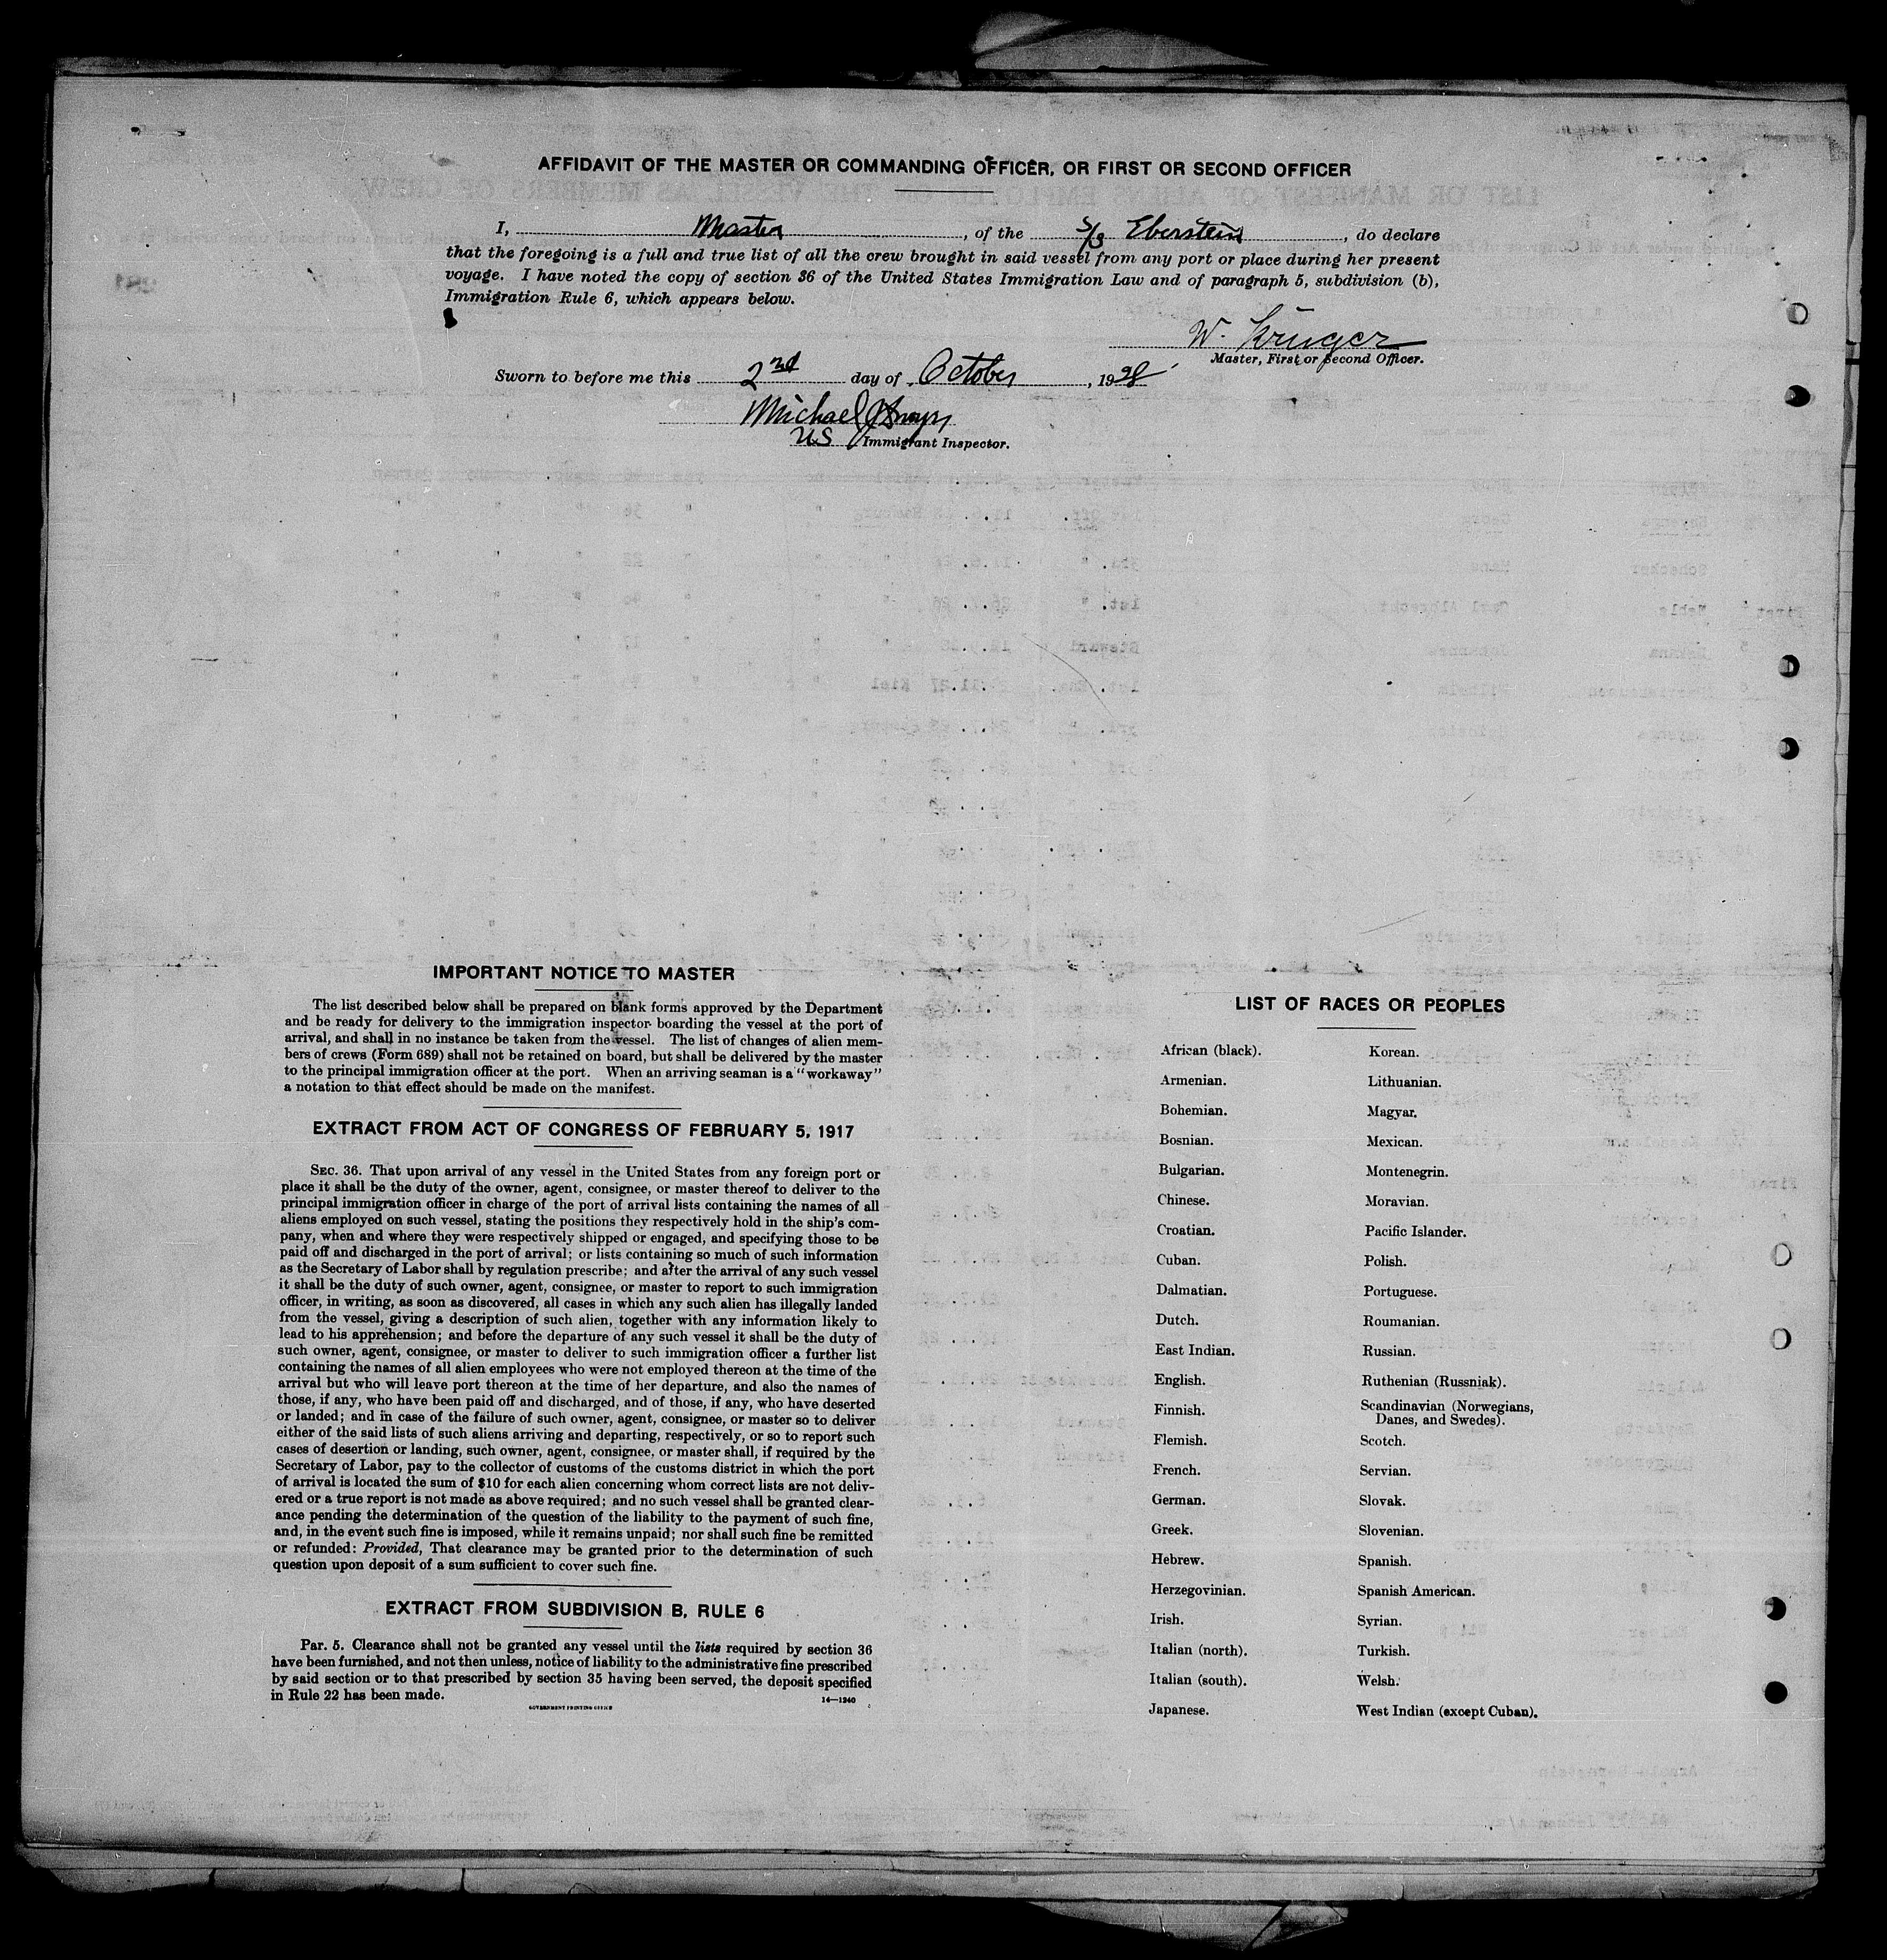 AFFIDAVIT OF THE MASTER OR COMMANDING OFFICER, OR FIRST OR SECOND OFFICER
I, Master, of the S/S Eberstein, do declare
that the foregoing is a full and true list of all the crew brought in said vessel from any port or place during her present
voyage. I have noted the copy of section 36 of the United States Immigration Law and of paragraph 5, subdivision (b),
Immigration Rule 6, which appears below.
W. Krüger
Master, First or Second Officer.
Sworn to before me this 2nd day of October, 1928
Michael
US Immigrant Inspector.
IMPORTANT NOTICE TO MASTER
The list described below shall be prepared on blank forms approved by the Department
and be ready for delivery to the immigration inspector boarding the vessel at the port of
arrival, and shall in no instance be taken from the vessel. The list of changes of alien mem-
bers of crews (Form 689) shall not be retained on board, but shall be delivered by the master
to the principal immigration officer at the port. When an arriving seaman is a "workaway"
a notation to that effect should be made on the manifest.
EXTRACT FROM ACT OF CONGRESS OF FEBRUARY 5, 1917
SEC. 36. That upon arrival of any vessel in the United States from any foreign port or
place it shall be the duty of the owner, agent, consignee, or master thereof to deliver to the
principal immigration officer in charge of the port of arrival lists containing the names of all
aliens employed on such vessel, stating the positions they respectively hold in the ship's com-
pany, when and where they were respectively shipped or engaged, and specifying those to be
paid off and discharged in the port of arrival; or lists containing so much of such information
as the Secretary of Labor shall by regulation prescribe; and after the arrival of any such vessel
it shall be the duty of such owner, agent, consignee, or master to report to such immigration
officer, in writing, as soon as discovered, all cases in which any such alien has illegally landed
from the vessel, giving a description of such alien, together with any information likely to
lead to his apprehension; and before the departure of any such vessel it shall be the duty of
such owner, agent, consignee, or master to deliver to such immigration officer a further list
containing the names of all alien employees who were not employed thereon at the time of the
arrival but who will leave port thereon at the time of her departure, and also the names of
those, if any, who have been paid off and discharged, and of those, if any, who have deserted
or landed; and in case of the failure of such owner, agent, consignee, or master so to deliver
either of the said lists of such aliens arriving and departing, respectively, or so to report such
cases of desertion or landing, such owner, agent, consignee, or master shall, if required by the
Secretary of Labor, pay to the collector of customs of the customs district in which the port
of arrival is located the sum of $10 for each alien concerning whom correct lists are not deliv-
ered or a true report is not made as above required; and no such vessel shall be granted clear-
ance pending the determination of the question of the liability to the payment of such fine,
and, in the event such fine is imposed, while it remains unpaid; nor shall such fine be remitted
or refunded: Provided, That clearance may be granted prior to the determination of such
question upon deposit of a sum sufficient to cover such fine.
EXTRACT FROM SUBDIVISION B, RULE 6
Par. 5. Clearance shall not be granted any vessel until the lists required by section 36
have been furnished, and not then unless, notice of liability to the administrative fine prescribed
by said section or to that prescribed by section 35 having been served, the deposit specified
in Rule 22 has been made.
14—1240
GOVERNMENT PRINTING OFFICE
LIST OF RACES OR PEOPLES
African (black).
Armenian.
Bohemian.
Bosnian.
Bulgarian.
Chinese.
Croatian.
Cuban.
Dalmatian.
Dutch.
East Indian.
English.
Finnish.
Flemish.
French.
German.
Greek.
Hebrew.
Herzegovinian.
Irish.
Italian (north).
Italian (south).
Japanese.
Korean.
Lithuanian.
Magyar.
Mexican.
Montenegrin.
Moravian.
Pacific Islander.
Polish.
Portuguese.
Roumanian.
Russian.
Ruthenian (Russniak).
Scandinavian (Norwegians,
Danes, and Swedes).
Scotch.
Servian.
Slovak.
Slovenian.
Spanish.
Spanish American.
Syrian.
Turkish.
Welsh.
West Indian (except Cuban).